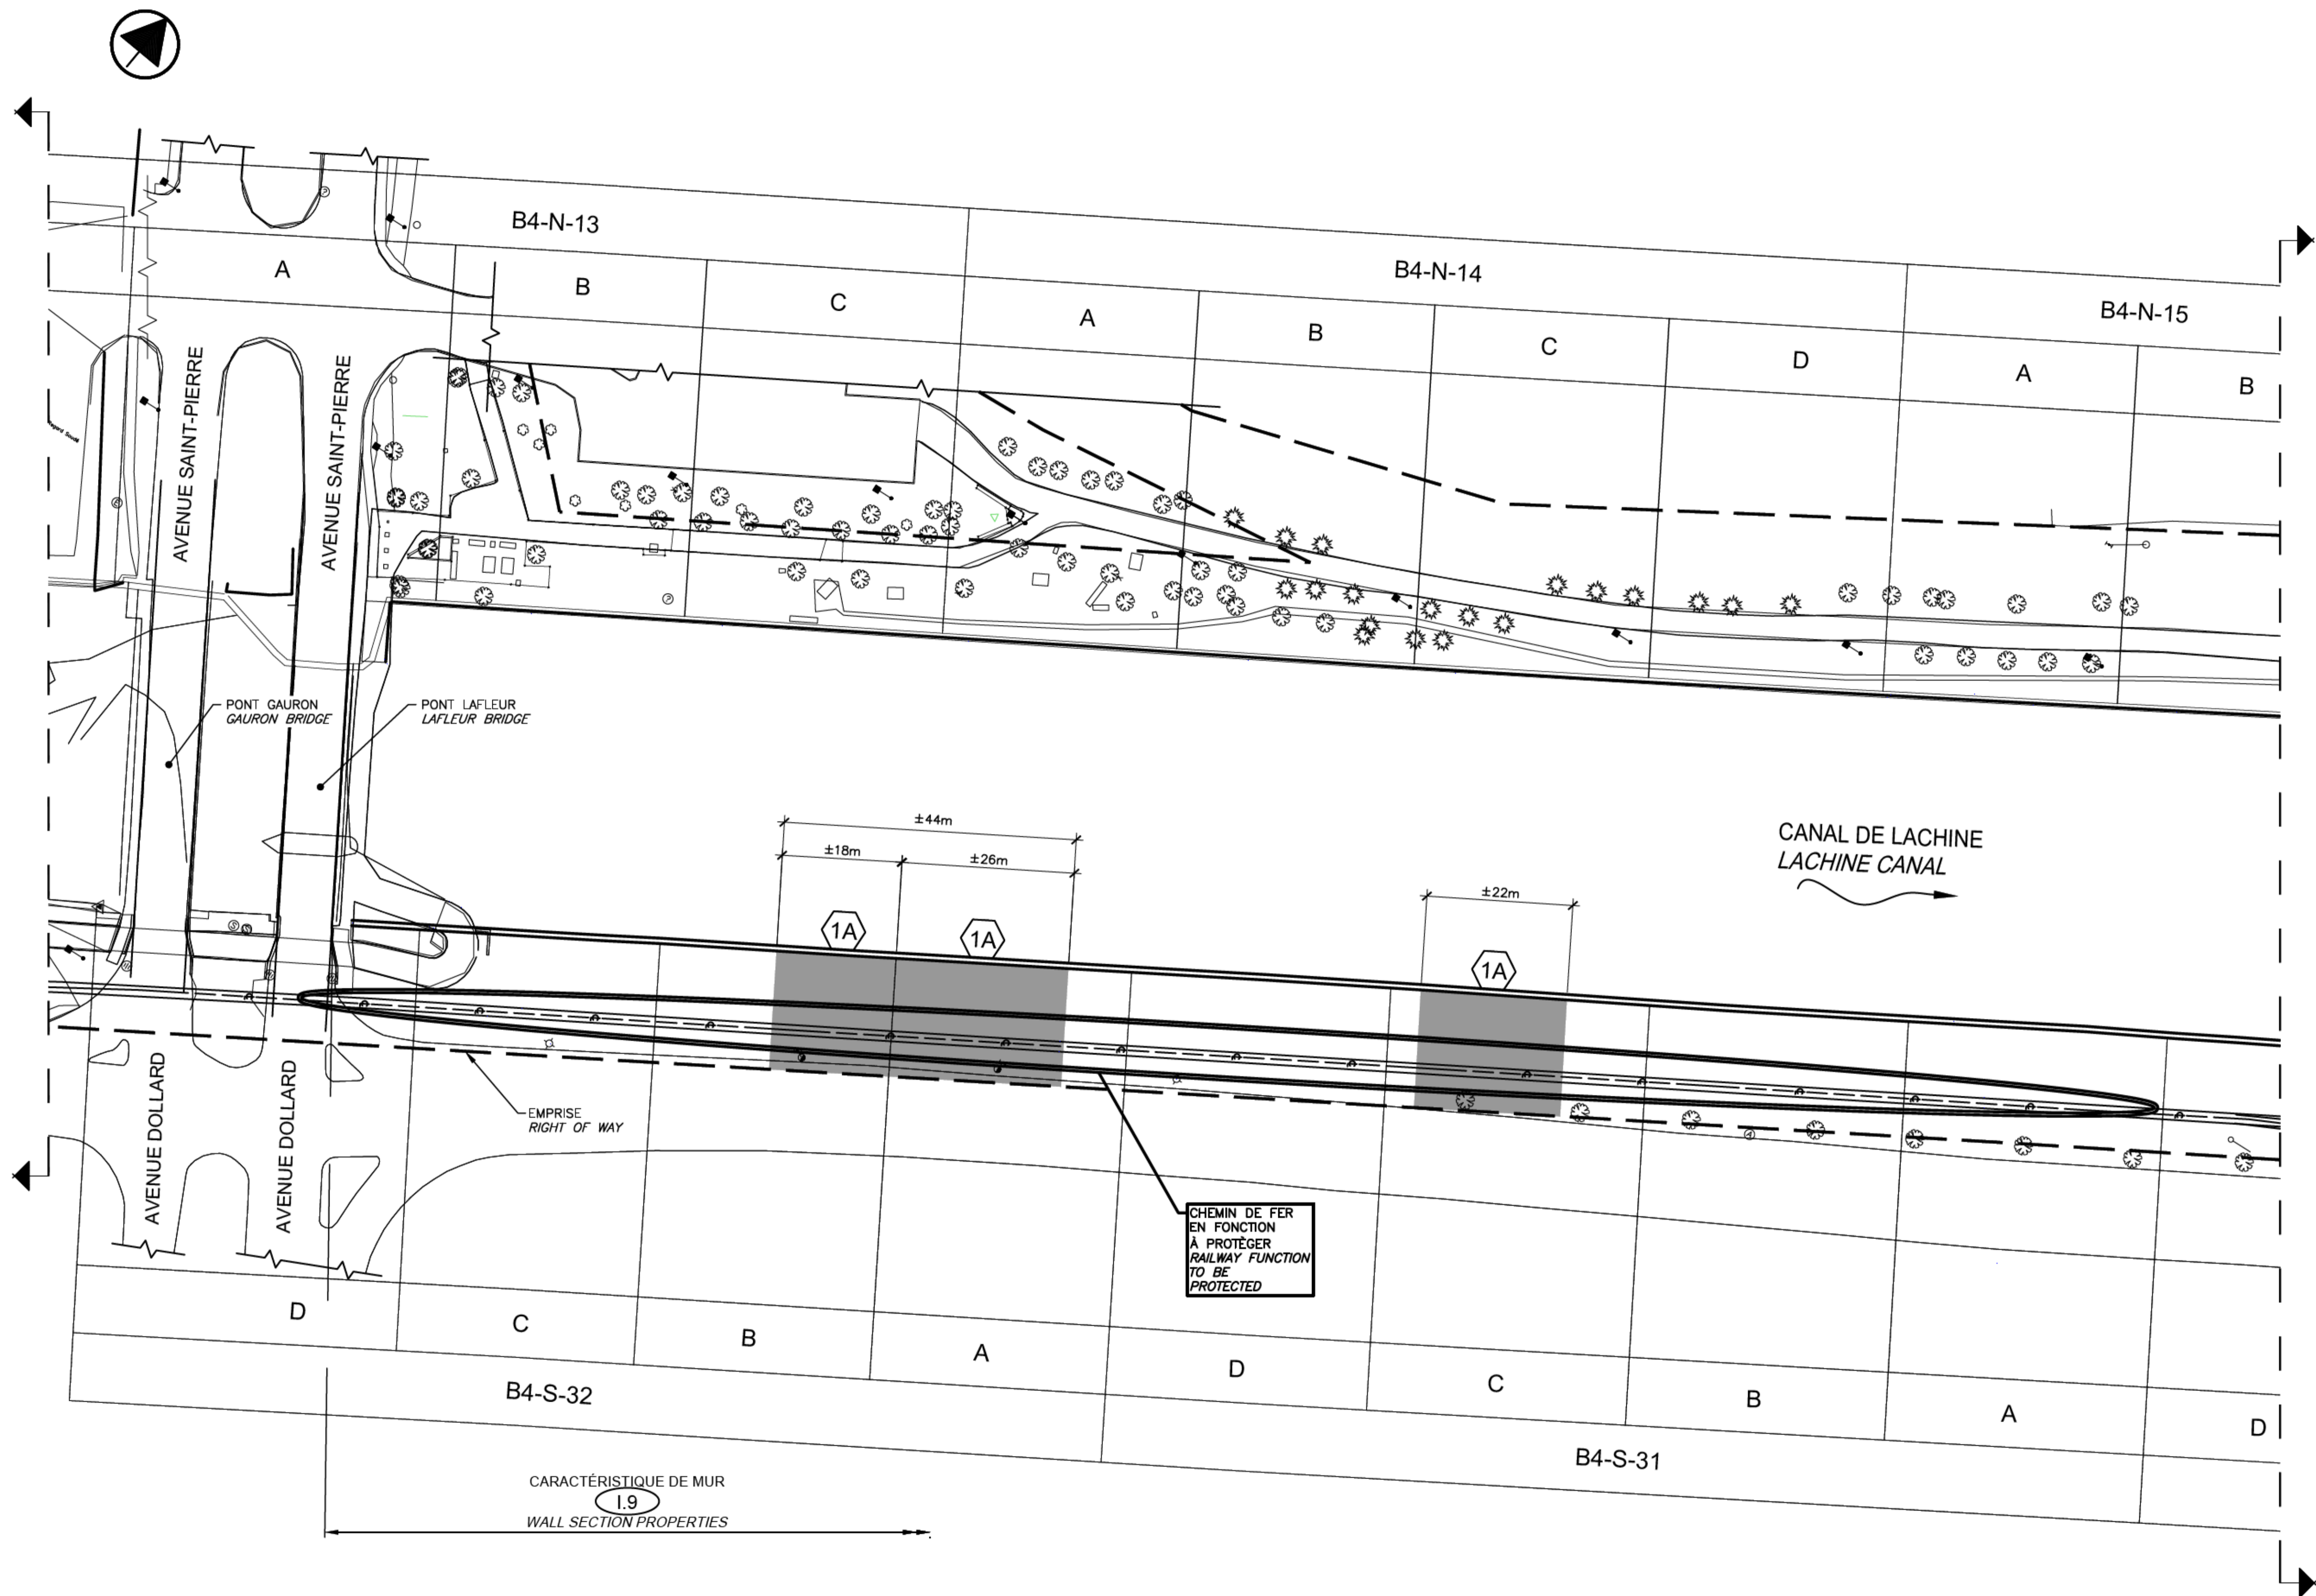 B4-N-13
B4-N-14
B4-N-15
A
B
C
A
B
C
D
A
B
AVENUE SAINT-PIERRE
AVENUE SAINT-PIERRE
PONT GAURON
GAURON BRIDGE
PONT LAFLEUR
LAFLEUR BRIDGE
±44m
±18m
±26m
±22m
1A
1A
1A
CANAL DE LACHINE
LACHINE CANAL
EMPRISE
RIGHT OF WAY
AVENUE DOLLARD
AVENUE DOLLARD
CHEMIN DE FER
EN FONCTION
À PROTÉGER
RAILWAY FUNCTION
TO BE
PROTECTED
D
C
B
A
D
C
B
A
D
B4-S-32
B4-S-31
CARACTÉRISTIQUE DE MUR
I.9
WALL SECTION PROPERTIES